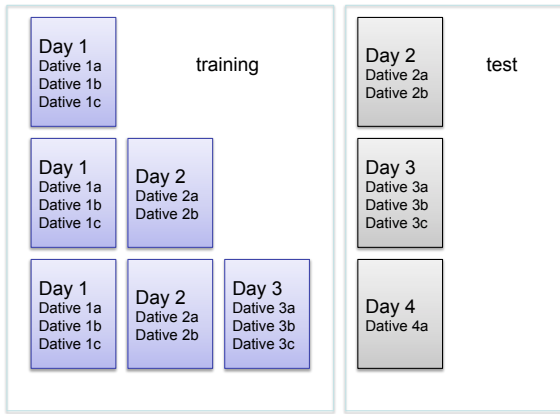 training
Day 1
Dative 1a
Dative 1b
Dative 1c
Day 1
Dative 1a
Dative 1b
Dative 1c
Day 2
Dative 2a
Dative 2b
Day 1
Dative 1a
Dative 1b
Dative 1c
Day 2
Dative 2a
Dative 2b
Day 3
Dative 3a
Dative 3b
Dative 3c
test
Day 2
Dative 2a
Dative 2b
Day 3
Dative 3a
Dative 3b
Dative 3c
Day 4
Dative 4a